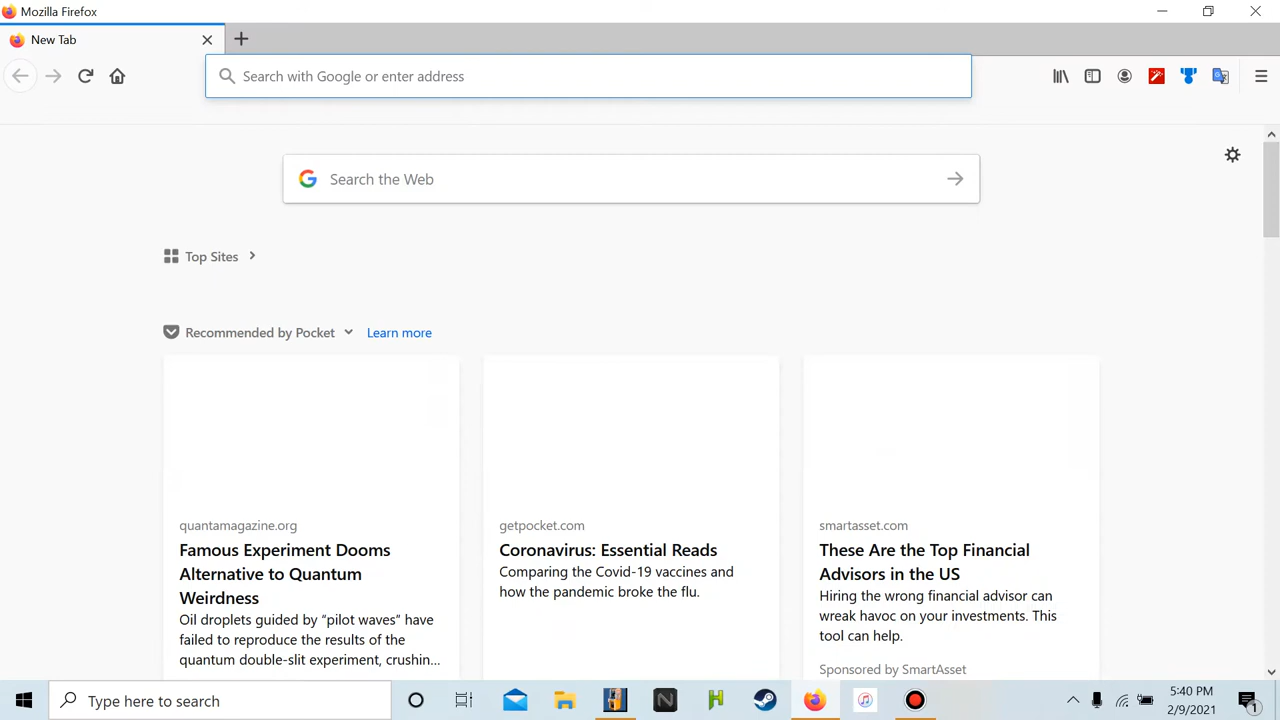 Mozilla Firefox
New Tab
Search with Google or enter address
Search the Web
Top Sites
Recommended by Pocket Learn more
quantamagazine.org
Famous Experiment Dooms
Alternative to Quantum
Weirdness
Oil droplets guided by “pilot waves” have
failed to reproduce the results of the
quantum double-slit experiment, crushin...
getpocket.com
Coronavirus: Essential Reads
Comparing the Covid-19 vaccines and
how the pandemic broke the flu.
smartasset.com
These Are the Top Financial
Advisors in the US
Hiring the wrong financial advisor can
wreak havoc on your investments. This
tool can help.
Sponsored by SmartAsset
Type here to search
5:40 PM
2/9/2021
1